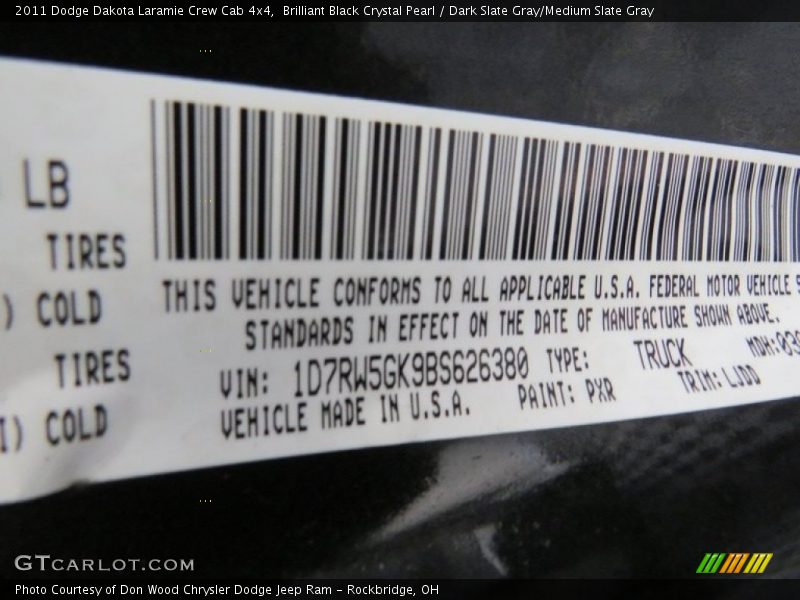 2011 Dodge Dakota Laramie Crew Cab 4x4,  Brilliant Black Crystal Pearl / Dark Slate Gray/Medium Slate Gray
LB
TIRES
) COLD
TIRES
I) COLD
THIS VEHICLE CONFORMS TO ALL APPLICABLE U.S.A. FEDERAL MOTOR VEHICLE S
STANDARDS IN EFFECT ON THE DATE OF MANUFACTURE SHOWN ABOVE.
VIN: 1D7RW5GK9BS626380 TYPE: TRUCK MDH:039
VEHICLE MADE IN U.S.A. PAINT: PXR TRIM: LJDD
GTCARLOT.COM
Photo Courtesy of Don Wood Chrysler Dodge Jeep Ram - Rockbridge, OH